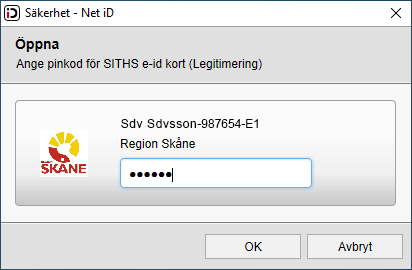 iD Säkerhet - Net iD
Öppna
Ange pinkod för SITHS e-id kort (Legitimering)
Sdv Sdvsson-987654-E1
Region Skåne
SKÅNE
●●●●●●
OK Avbryt